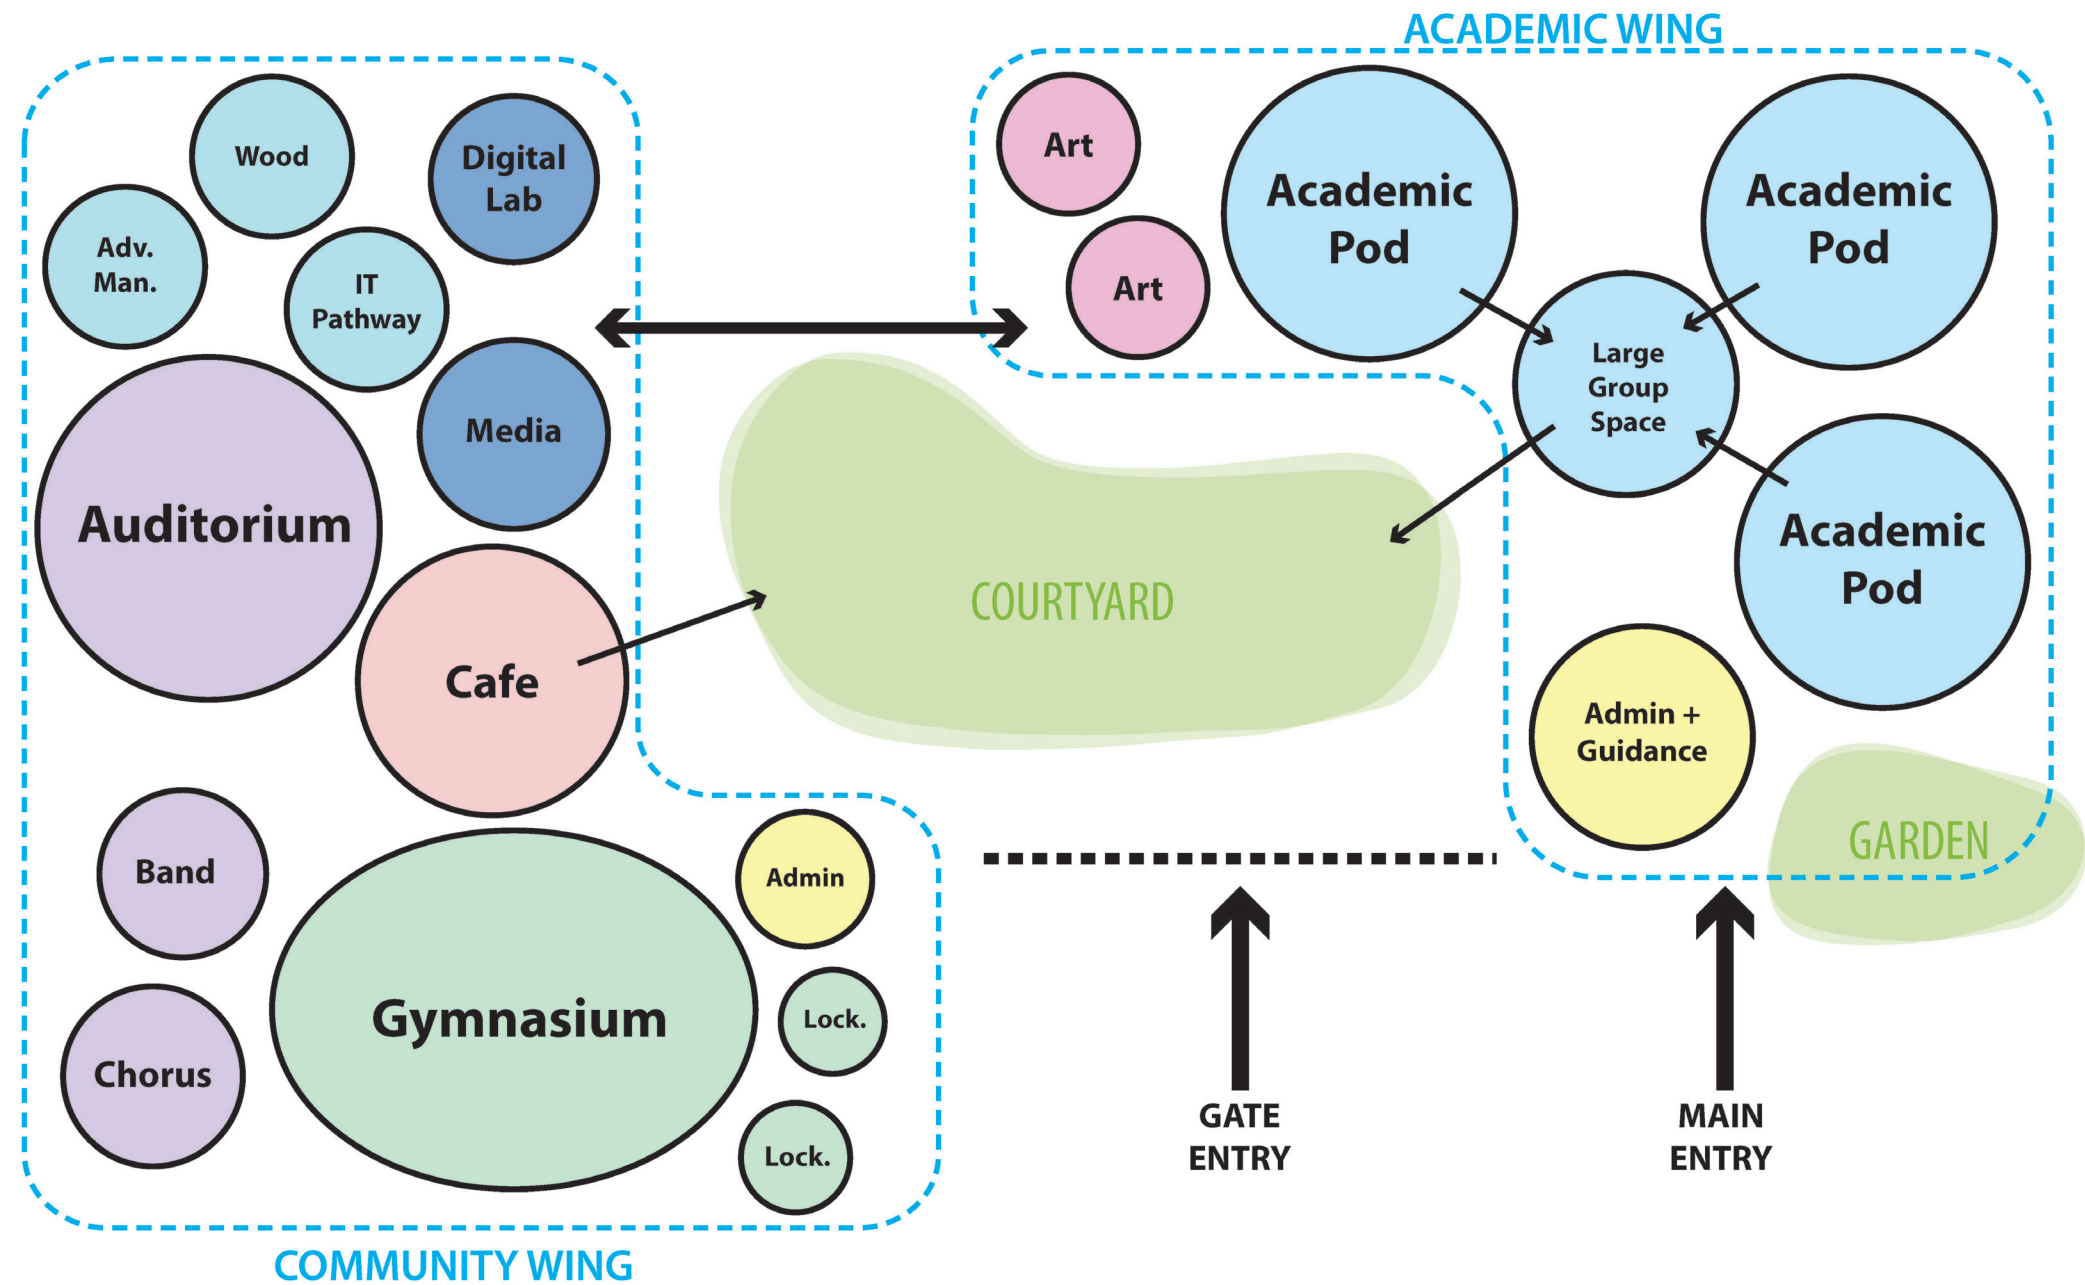 ACADEMIC WING
Wood
Digital
Lab
Adv.
Man.
IT
Pathway
Media
Auditorium
Cafe
Band
Chorus
Gymnasium
Admin
Lock.
Lock.
COMMUNITY WING
Art
Art
Academic
Pod
Academic
Pod
Large
Group
Space
Academic
Pod
Admin +
Guidance
COURTYARD
GARDEN
GATE
ENTRY
MAIN
ENTRY